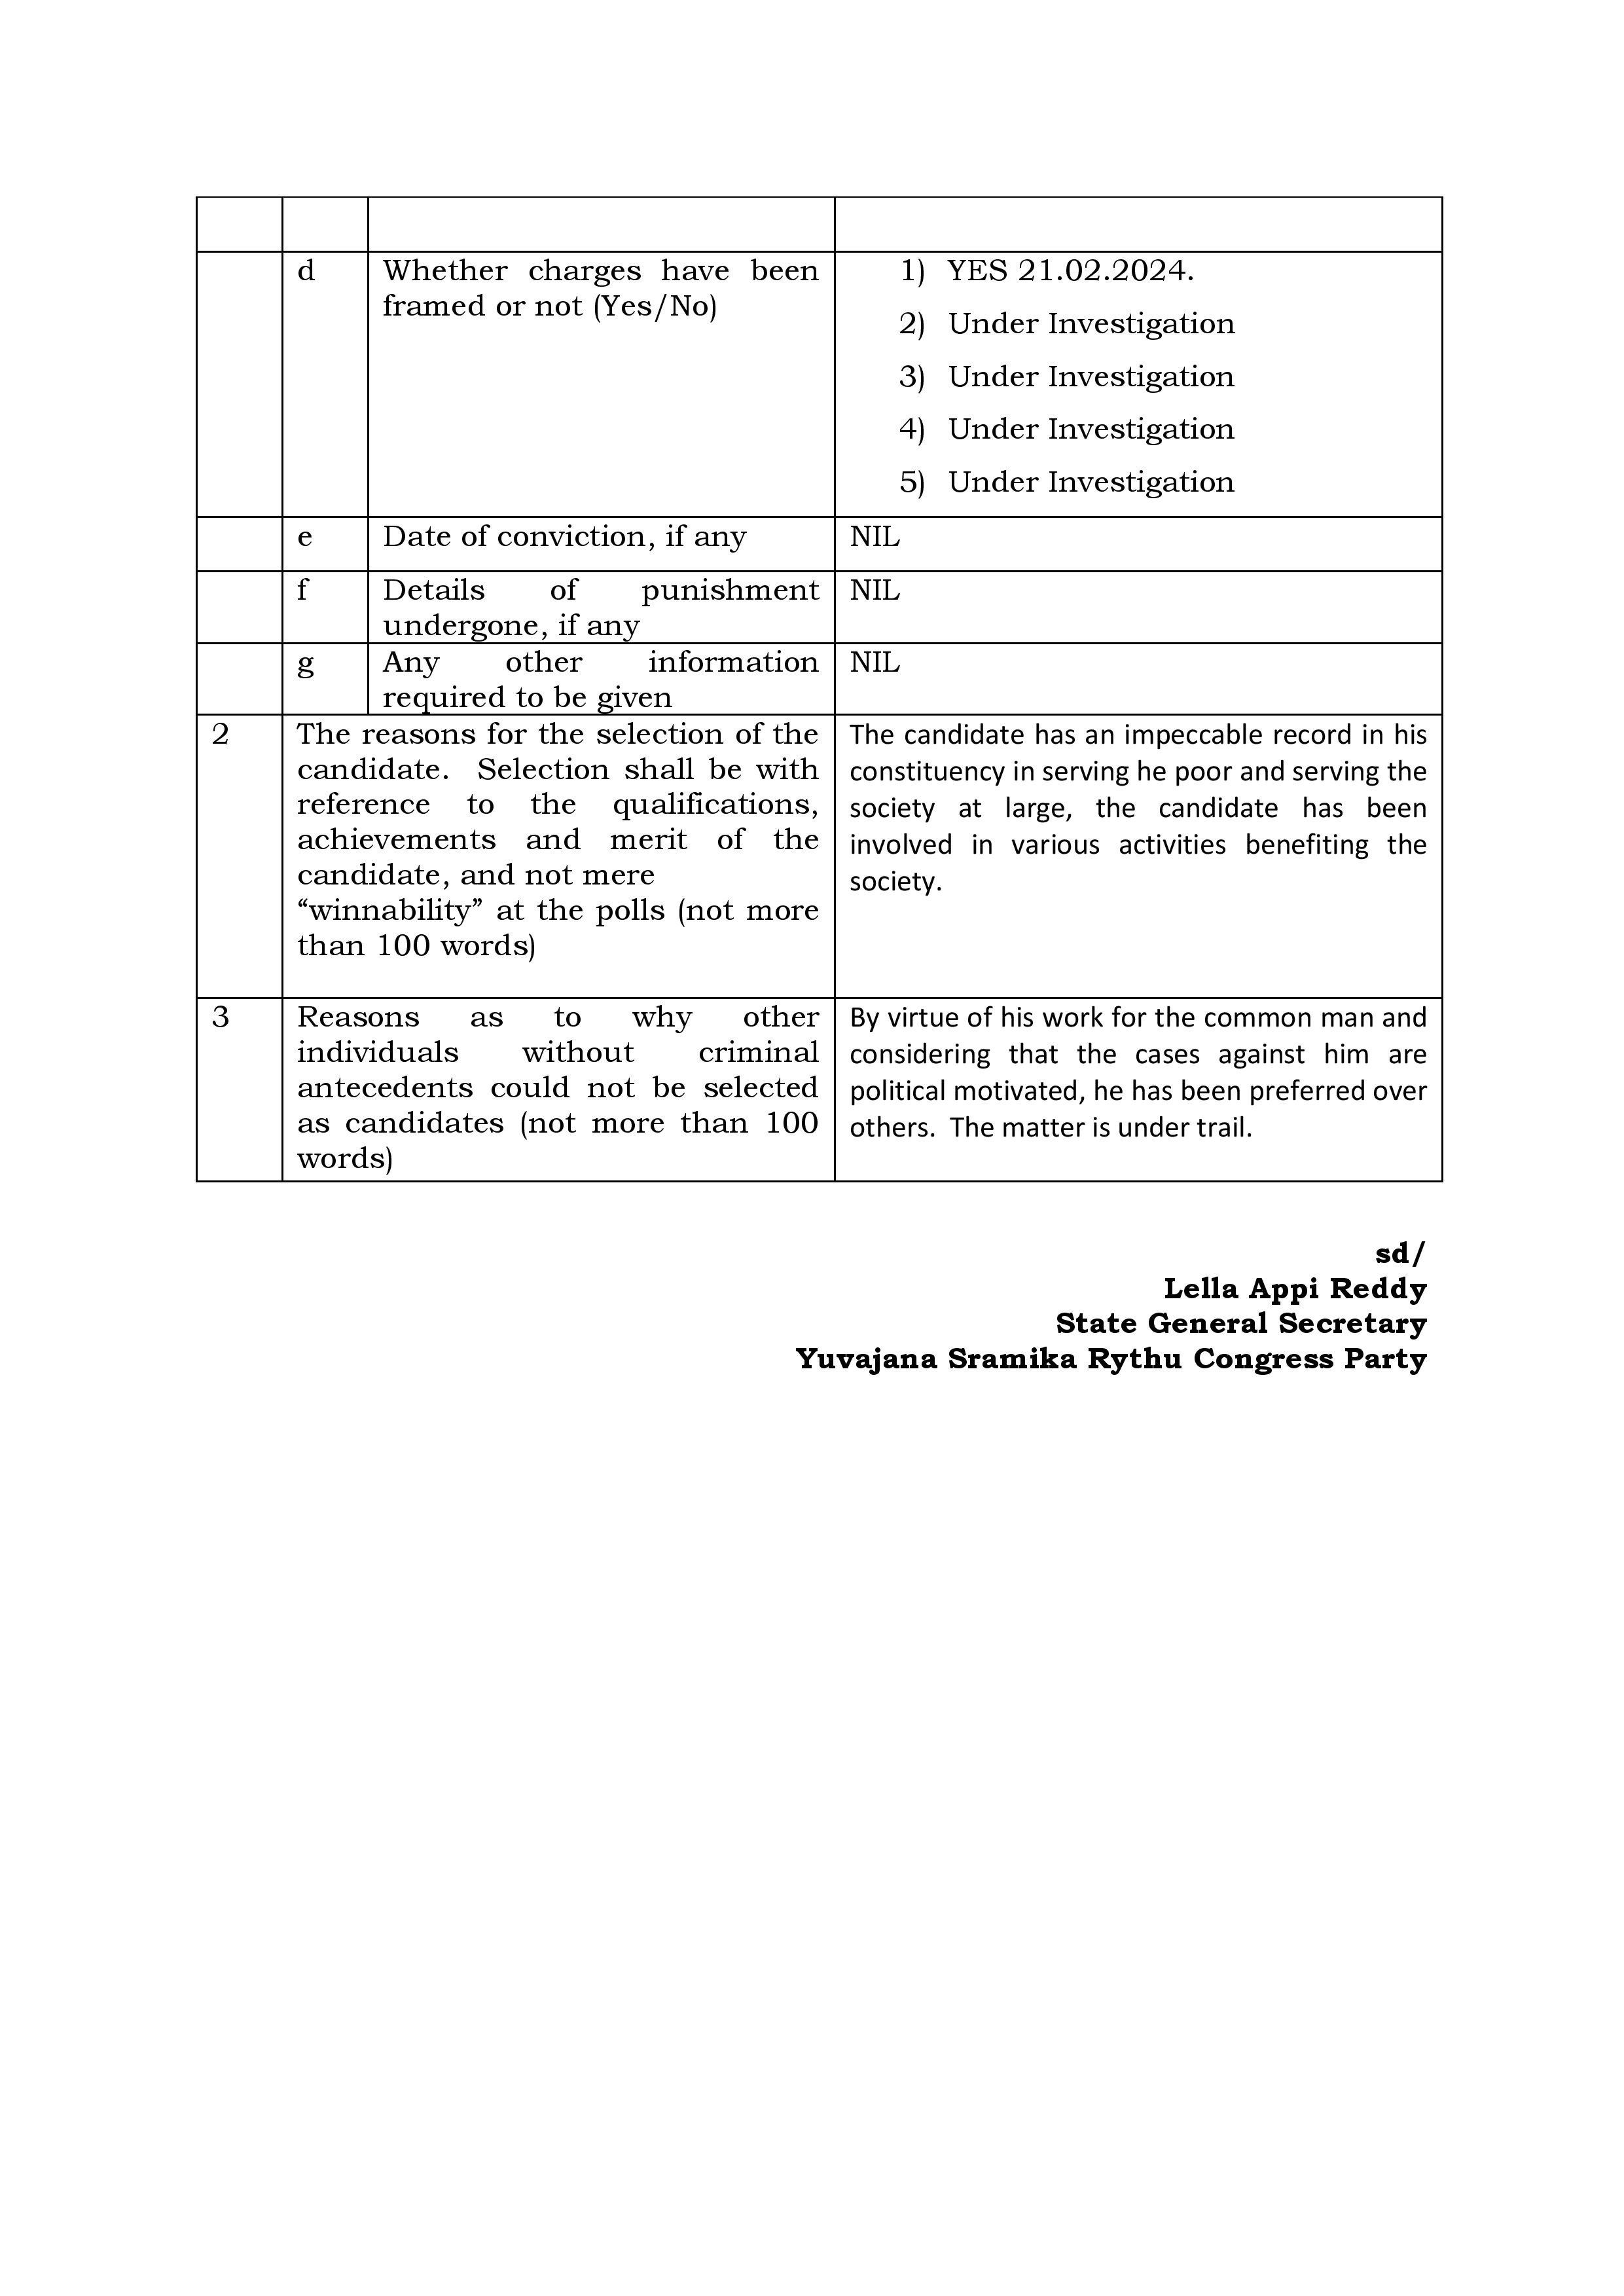 d Whether charges have been 1) YES 21.02.2024.
framed or not (Yes/No)
2) Under Investigation
3) Under Investigation
4) Under Investigation
5) Under Investigation
e Date of conviction, if any NIL
f Details of punishment NIL
undergone, if any
g Any other information NIL
required to be given
2 The reasons for the selection of the
candidate. Selection shall be with
reference to the qualifications,
achievements and merit of the
candidate, and not mere
“winnability” at the polls (not more
than 100 words)
The candidate has an impeccable record in his
constituency in serving he poor and serving the
society at large, the candidate has been
involved in various activities benefiting the
society.
3 Reasons as to why other
individuals without criminal
antecedents could not be selected
as candidates (not more than 100
words)
By virtue of his work for the common man and
considering that the cases against him are
political motivated, he has been preferred over
others. The matter is under trail.
sd/
Lella Appi Reddy
State General Secretary
Yuvajana Sramika Rythu Congress Party